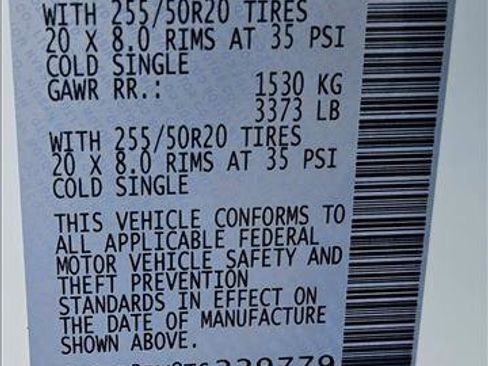 WITH 255/50R20 TIRES
20 X 8.0 RIMS AT 35 PSI
COLD SINGLE
GAWR RR.: 1530 KG
3373 LB
WITH 255/50R20 TIRES
20 X 8.0 RIMS AT 35 PSI
COLD SINGLE
THIS VEHICLE CONFORMS TO
ALL APPLICABLE FEDERAL
MOTOR VEHICLE SAFETY AND
THEFT PREVENTION
STANDARDS IN EFFECT ON
THE DATE OF MANUFACTURE
SHOWN ABOVE.